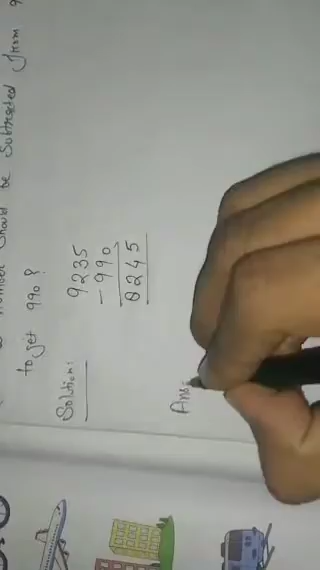 number should be subtracted from 9
to get 990?
Solution:
9235
- 990
8245
Ans: